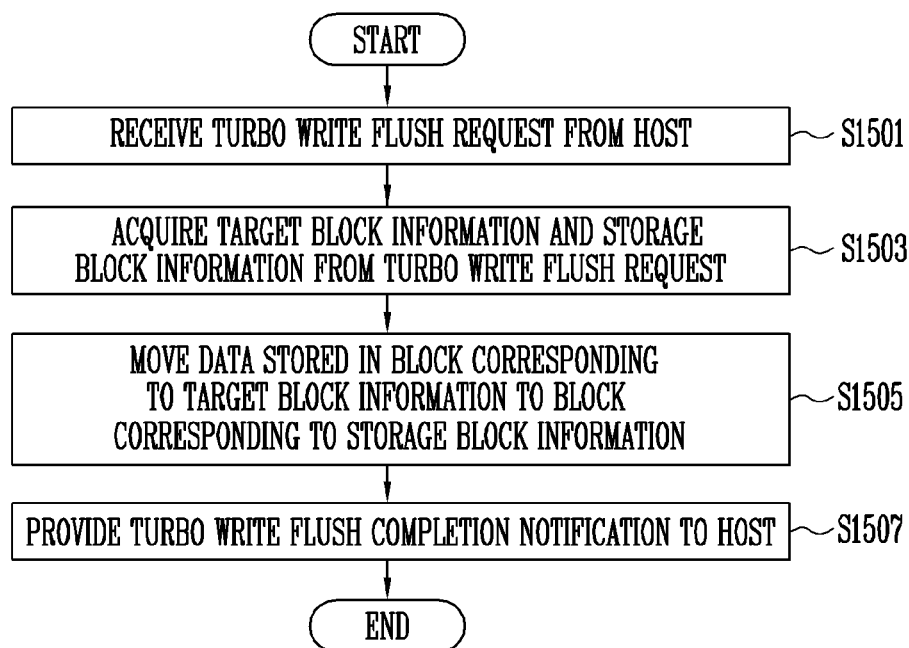 START
RECEIVE TURBO WRITE FLUSH REQUEST FROM HOST
S1501
ACQUIRE TARGET BLOCK INFORMATION AND STORAGE
BLOCK INFORMATION FROM TURBO WRITE FLUSH REQUEST
S1503
MOVE DATA STORED IN BLOCK CORRESPONDING
TO TARGET BLOCK INFORMATION TO BLOCK
CORRESPONDING TO STORAGE BLOCK INFORMATION
S1505
PROVIDE TURBO WRITE FLUSH COMPLETION NOTIFICATION TO HOST
S1507
END